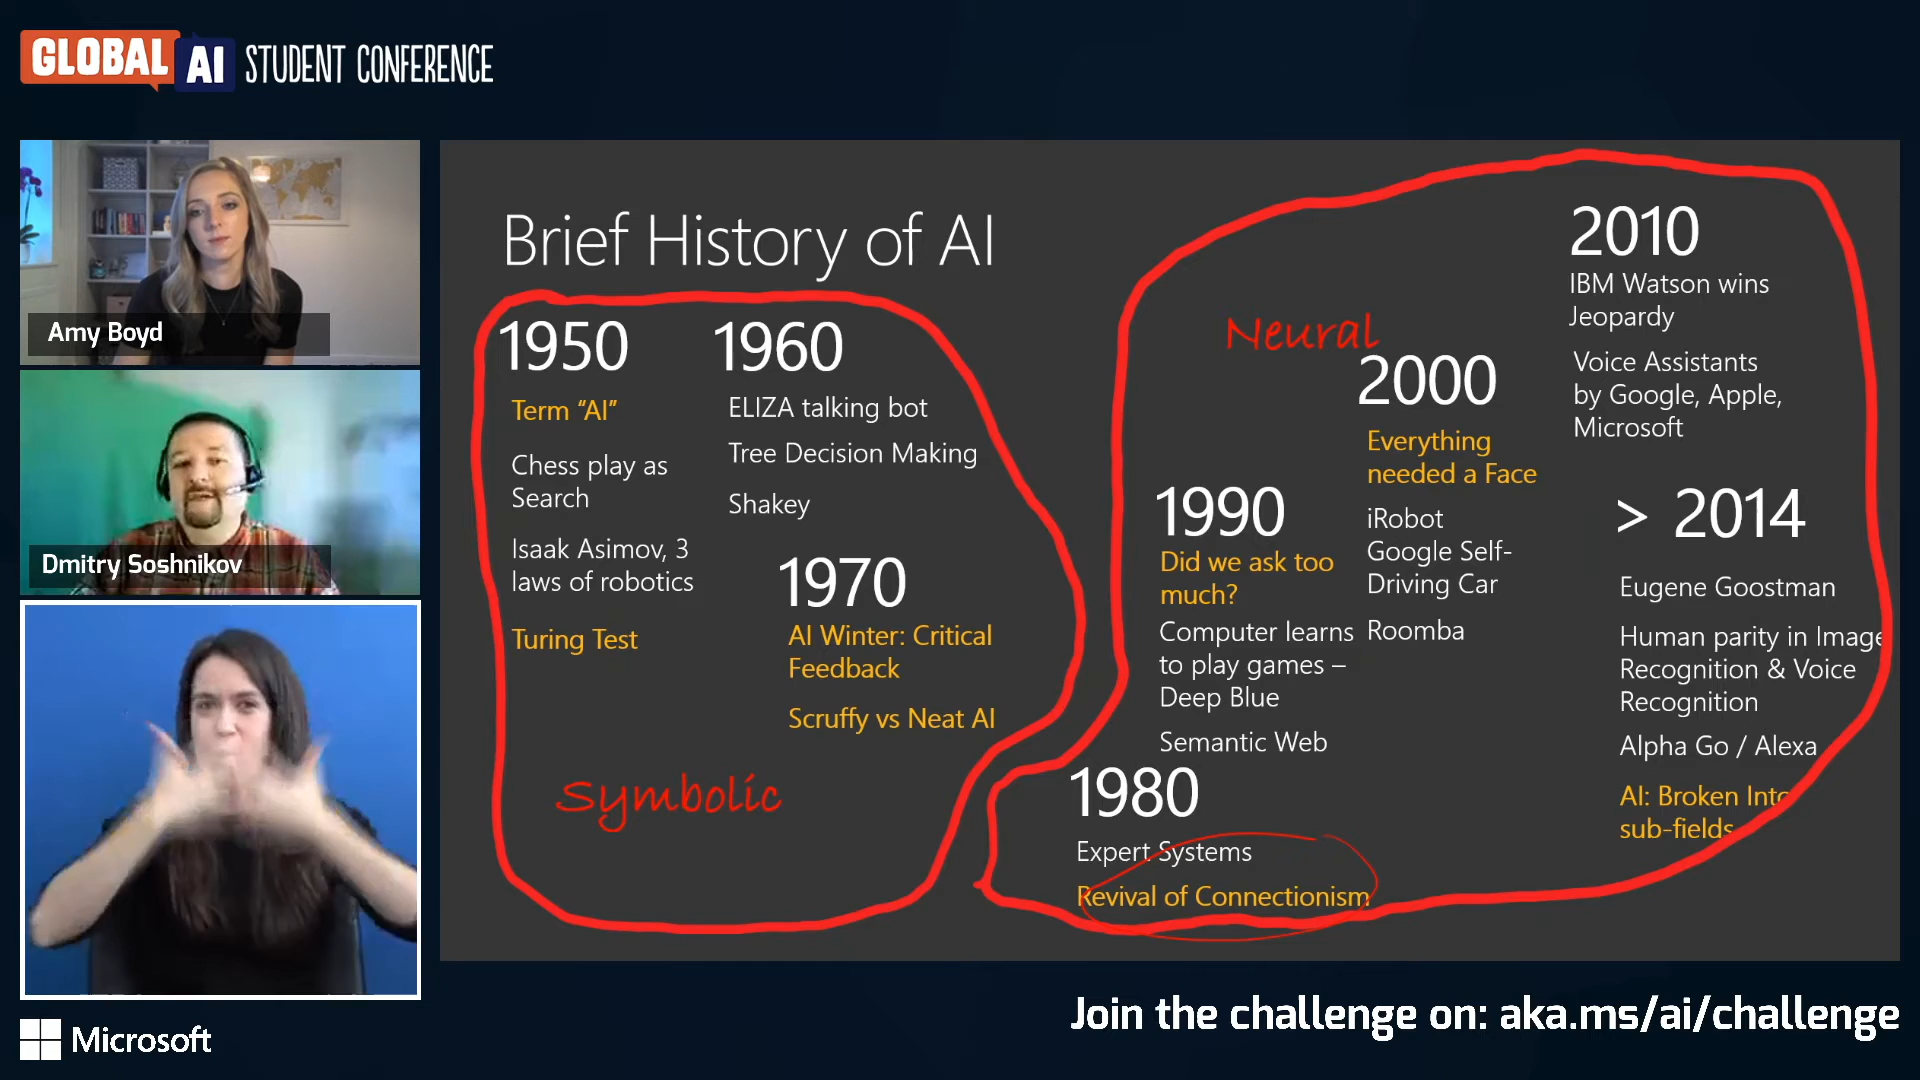 GLOBAL AI STUDENT CONFERENCE
Amy Boyd
Dmitry Soshnikov
Microsoft
Brief History of AI
1950
Term “AI”
Chess play as
Search
Isaak Asimov, 3
laws of robotics
Turing Test
1960
ELIZA talking bot
Tree Decision Making
Shakey
1970
AI Winter: Critical
Feedback
Scruffy vs Neat AI
Symbolic
1980
Expert Systems
Revival of Connectionism
Neural
1990
Did we ask too
much?
Computer learns
to play games –
Deep Blue
Semantic Web
2000
Everything
needed a Face
iRobot
Google Self-
Driving Car
Roomba
2010
IBM Watson wins
Jeopardy
Voice Assistants
by Google, Apple,
Microsoft
> 2014
Eugene Goostman
Human parity in Image
Recognition & Voice
Recognition
Alpha Go / Alexa
AI: Broken Into
sub-fields
Join the challenge on: aka.ms/ai/challenge